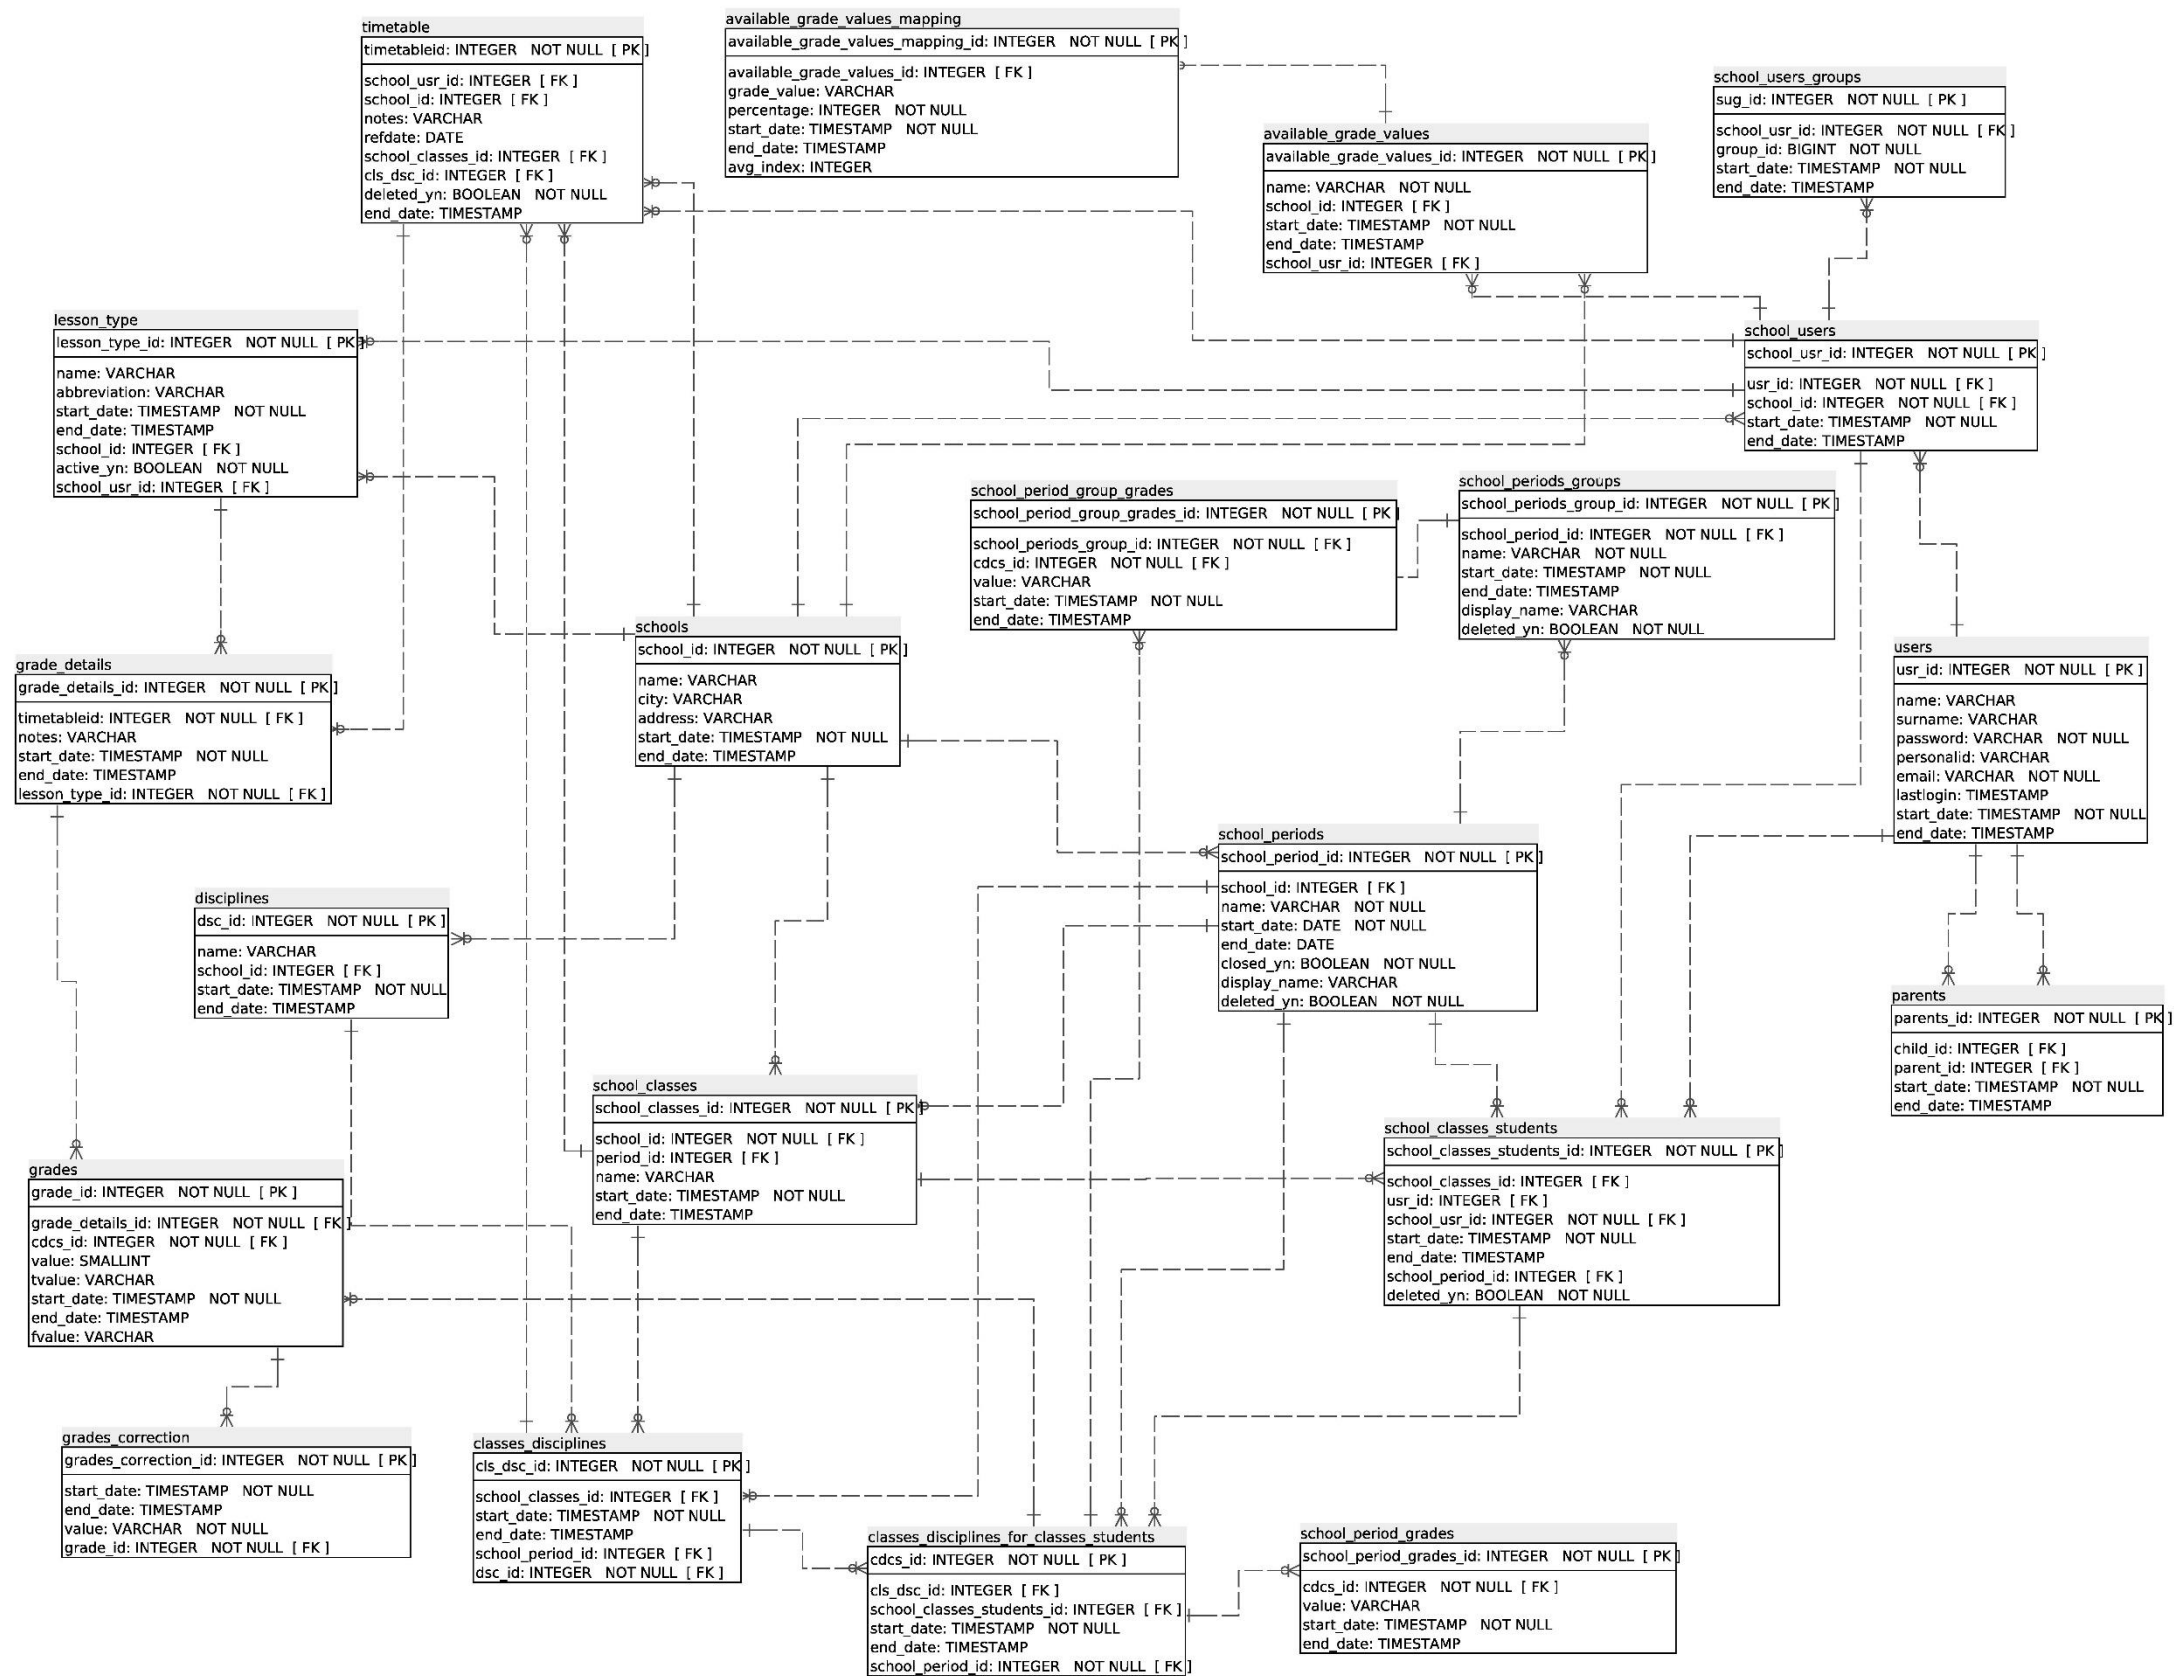 timetable
timetableid: INTEGER   NOT NULL  [ PK ]
school_usr_id: INTEGER  [ FK ]
school_id: INTEGER  [ FK ]
notes: VARCHAR
refdate: DATE
school_classes_id: INTEGER  [ FK ]
cls_dsc_id: INTEGER  [ FK ]
deleted_yn: BOOLEAN   NOT NULL
end_date: TIMESTAMP
available_grade_values_mapping
available_grade_values_mapping_id: INTEGER   NOT NULL  [ PK ]
available_grade_values_id: INTEGER  [ FK ]
grade_value: VARCHAR
percentage: INTEGER   NOT NULL
start_date: TIMESTAMP   NOT NULL
end_date: TIMESTAMP
avg_index: INTEGER
school_users_groups
sug_id: INTEGER   NOT NULL  [ PK ]
school_usr_id: INTEGER   NOT NULL  [ FK ]
group_id: BIGINT   NOT NULL
start_date: TIMESTAMP   NOT NULL
end_date: TIMESTAMP
available_grade_values
available_grade_values_id: INTEGER   NOT NULL  [ PK ]
name: VARCHAR   NOT NULL
school_id: INTEGER  [ FK ]
start_date: TIMESTAMP   NOT NULL
end_date: TIMESTAMP
school_usr_id: INTEGER  [ FK ]
lesson_type
lesson_type_id: INTEGER   NOT NULL  [ PK ]
name: VARCHAR
abbreviation: VARCHAR
start_date: TIMESTAMP   NOT NULL
end_date: TIMESTAMP
school_id: INTEGER  [ FK ]
active_yn: BOOLEAN   NOT NULL
school_usr_id: INTEGER  [ FK ]
school_users
school_usr_id: INTEGER   NOT NULL  [ PK ]
usr_id: INTEGER   NOT NULL  [ FK ]
school_id: INTEGER   NOT NULL  [ FK ]
start_date: TIMESTAMP   NOT NULL
end_date: TIMESTAMP
school_period_group_grades
school_period_group_grades_id: INTEGER   NOT NULL  [ PK ]
school_periods_group_id: INTEGER   NOT NULL  [ FK ]
cdcs_id: INTEGER   NOT NULL  [ FK ]
value: VARCHAR
start_date: TIMESTAMP   NOT NULL
end_date: TIMESTAMP
school_periods_groups
school_periods_group_id: INTEGER   NOT NULL  [ PK ]
school_period_id: INTEGER   NOT NULL  [ FK ]
name: VARCHAR   NOT NULL
start_date: TIMESTAMP   NOT NULL
end_date: TIMESTAMP
display_name: VARCHAR
deleted_yn: BOOLEAN   NOT NULL
schools
school_id: INTEGER   NOT NULL  [ PK ]
name: VARCHAR
city: VARCHAR
address: VARCHAR
start_date: TIMESTAMP   NOT NULL
end_date: TIMESTAMP
users
usr_id: INTEGER   NOT NULL  [ PK ]
name: VARCHAR
surname: VARCHAR
password: VARCHAR   NOT NULL
personalid: VARCHAR
email: VARCHAR   NOT NULL
lastlogin: TIMESTAMP
start_date: TIMESTAMP   NOT NULL
end_date: TIMESTAMP
grade_details
grade_details_id: INTEGER   NOT NULL  [ PK ]
timetableid: INTEGER   NOT NULL  [ FK ]
notes: VARCHAR
start_date: TIMESTAMP   NOT NULL
end_date: TIMESTAMP
lesson_type_id: INTEGER   NOT NULL  [ FK ]
school_periods
school_period_id: INTEGER   NOT NULL  [ PK ]
school_id: INTEGER  [ FK ]
name: VARCHAR   NOT NULL
start_date: DATE   NOT NULL
end_date: DATE
closed_yn: BOOLEAN   NOT NULL
display_name: VARCHAR
deleted_yn: BOOLEAN   NOT NULL
disciplines
dsc_id: INTEGER   NOT NULL  [ PK ]
name: VARCHAR
school_id: INTEGER  [ FK ]
start_date: TIMESTAMP   NOT NULL
end_date: TIMESTAMP
parents
parents_id: INTEGER   NOT NULL  [ PK ]
child_id: INTEGER  [ FK ]
parent_id: INTEGER  [ FK ]
start_date: TIMESTAMP   NOT NULL
end_date: TIMESTAMP
school_classes
school_classes_id: INTEGER   NOT NULL  [ PK ]
school_id: INTEGER   NOT NULL  [ FK ]
period_id: INTEGER  [ FK ]
name: VARCHAR
start_date: TIMESTAMP   NOT NULL
end_date: TIMESTAMP
school_classes_students
school_classes_students_id: INTEGER   NOT NULL  [ PK ]
school_classes_id: INTEGER  [ FK ]
usr_id: INTEGER  [ FK ]
school_usr_id: INTEGER   NOT NULL  [ FK ]
start_date: TIMESTAMP   NOT NULL
end_date: TIMESTAMP
school_period_id: INTEGER  [ FK ]
deleted_yn: BOOLEAN   NOT NULL
grades
grade_id: INTEGER   NOT NULL  [ PK ]
grade_details_id: INTEGER   NOT NULL  [ FK ]
cdcs_id: INTEGER   NOT NULL  [ FK ]
value: SMALLINT
tvalue: VARCHAR
start_date: TIMESTAMP   NOT NULL
end_date: TIMESTAMP
fvalue: VARCHAR
grades_correction
grades_correction_id: INTEGER   NOT NULL  [ PK ]
start_date: TIMESTAMP   NOT NULL
end_date: TIMESTAMP
value: VARCHAR   NOT NULL
grade_id: INTEGER   NOT NULL  [ FK ]
classes_disciplines
cls_dsc_id: INTEGER   NOT NULL  [ PK ]
school_classes_id: INTEGER  [ FK ]
start_date: TIMESTAMP   NOT NULL
end_date: TIMESTAMP
school_period_id: INTEGER  [ FK ]
dsc_id: INTEGER   NOT NULL  [ FK ]
classes_disciplines_for_classes_students
cdcs_id: INTEGER   NOT NULL  [ PK ]
cls_dsc_id: INTEGER  [ FK ]
school_classes_students_id: INTEGER  [ FK ]
start_date: TIMESTAMP   NOT NULL
end_date: TIMESTAMP
school_period_id: INTEGER   NOT NULL  [ FK ]
school_period_grades
school_period_grades_id: INTEGER   NOT NULL  [ PK ]
cdcs_id: INTEGER   NOT NULL  [ FK ]
value: VARCHAR
start_date: TIMESTAMP   NOT NULL
end_date: TIMESTAMP